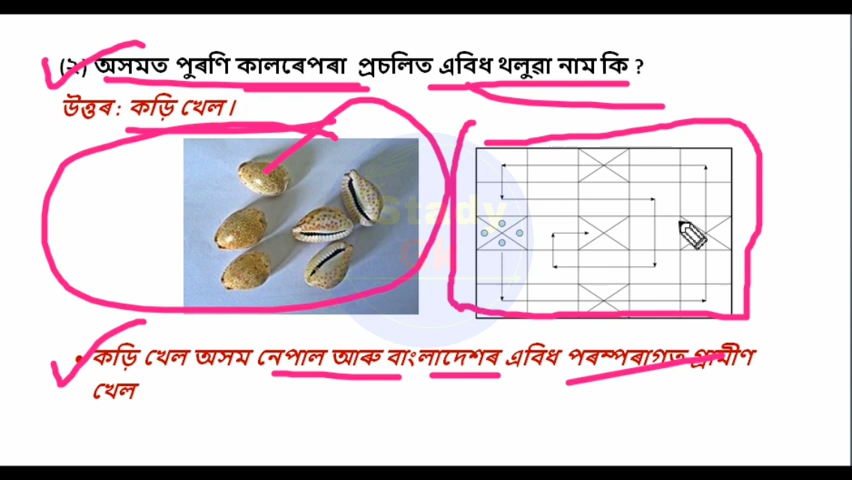 (২) অসমত পুৰণি কালৰেপৰা প্ৰচলিত এবিধ থলুৱা নাম কি ?
উত্তৰ : কড়ি খেল।
Study
• কড়ি খেল অসম নেপাল আৰু বাংলাদেশৰ এবিধ পৰম্পৰাগত গ্ৰামীণ
খেল